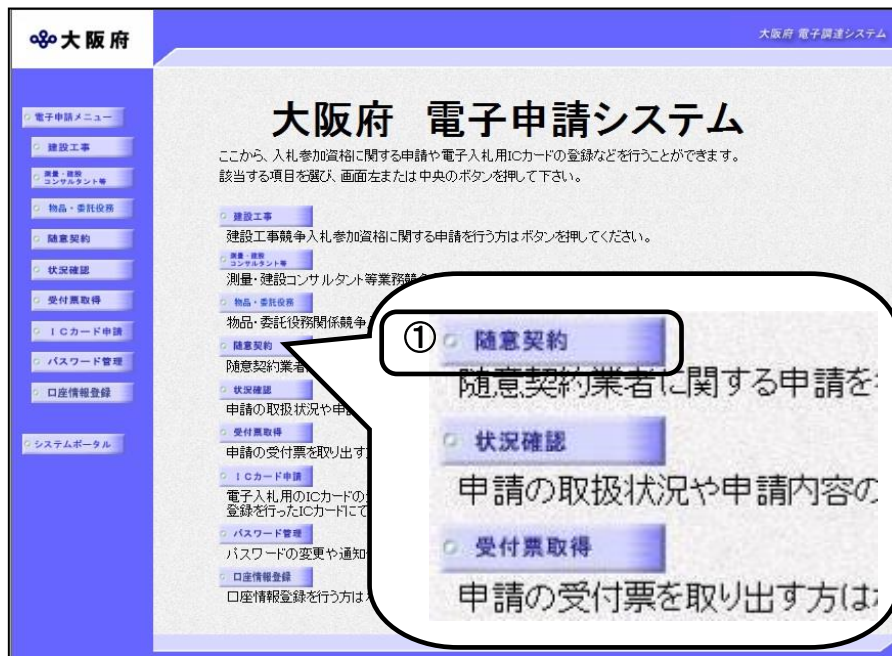 大阪府
大阪府 電子調達システム
電子申請メニュー
建設工事
測量・建設
コンサルタント等
物品・委託役務
随意契約
状況確認
受付票取得
ICカード申請
パスワード管理
口座情報登録
システムポータル
大阪府 電子申請システム
ここから、入札参加資格に関する申請や電子入札用ICカードの登録などを行うことができます。
該当する項目を選び、画面左または中央のボタンを押して下さい。
建設工事
建設工事競争入札参加資格に関する申請を行う方はボタンを押してください。
測量・建設
コンサルタント等
測量・建設コンサルタント等業務競
物品・委託役務
物品・委託役務関係競争
随意契約
随意契約業者
状況確認
申請の取扱状況や申
受付票取得
申請の受付票を取り出す
ICカード申請
電子入札用のICカードの
登録を行ったICカードにて
パスワード管理
パスワードの変更や通知
口座情報登録
口座情報登録を行う方は
① 随意契約
随意契約業者に関する申請を
状況確認
申請の取扱状況や申請内容の
受付票取得
申請の受付票を取り出す方は